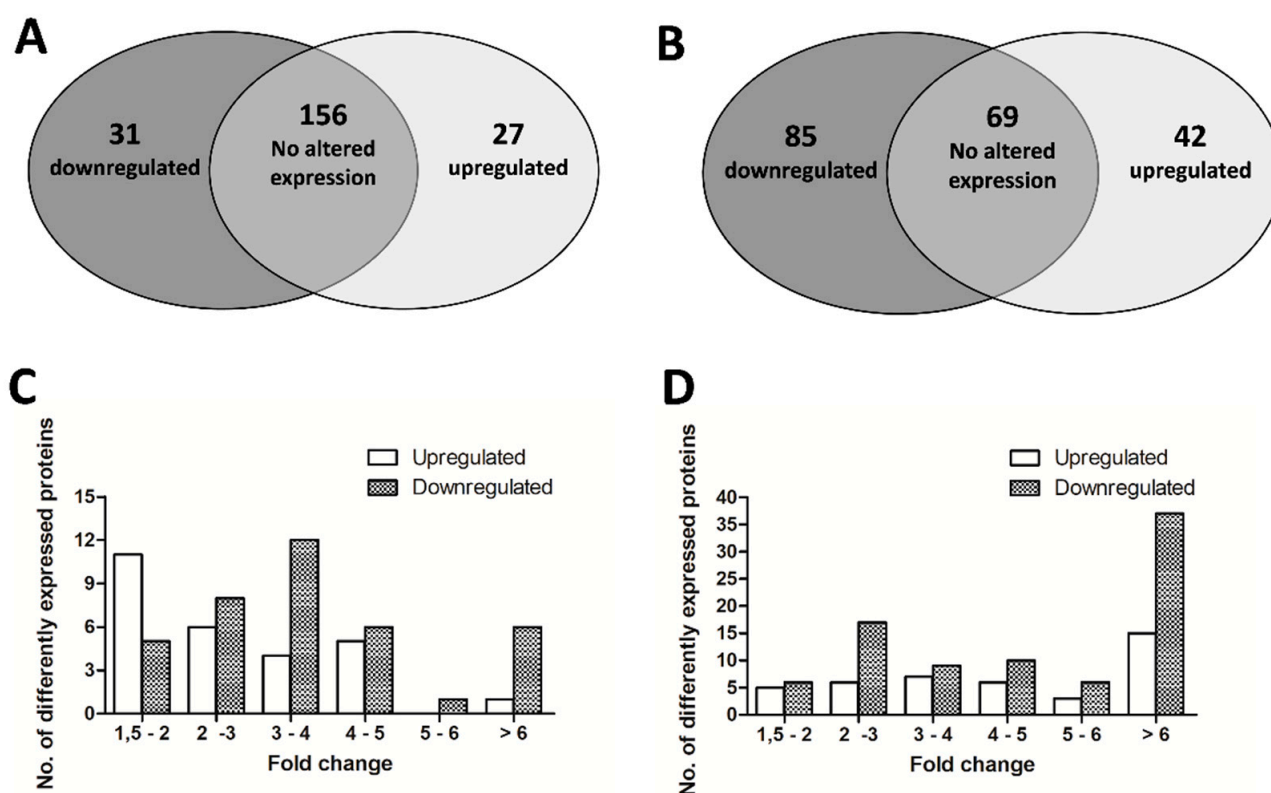 A
31
downregulated
156
No altered
expression
27
upregulated
B
85
downregulated
69
No altered
expression
42
upregulated
C
No. of differently expressed proteins
Upregulated
Downregulated
15
12
9
6
3
0
1,5 - 2
2 -3
3 - 4
4 - 5
5 - 6
> 6
Fold change
D
No. of differently expressed proteins
Upregulated
Downregulated
40
35
30
25
20
15
10
5
0
1,5 - 2
2 -3
3 - 4
4 - 5
5 - 6
> 6
Fold change